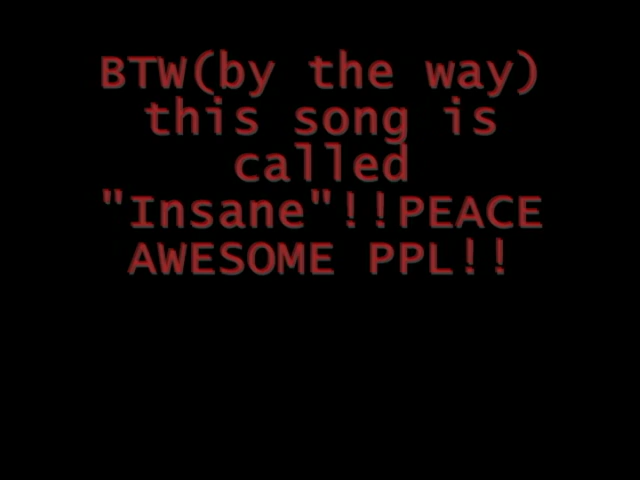 BTW(by the way)
this song is
called
"Insane"!!PEACE
AWESOME PPL!!